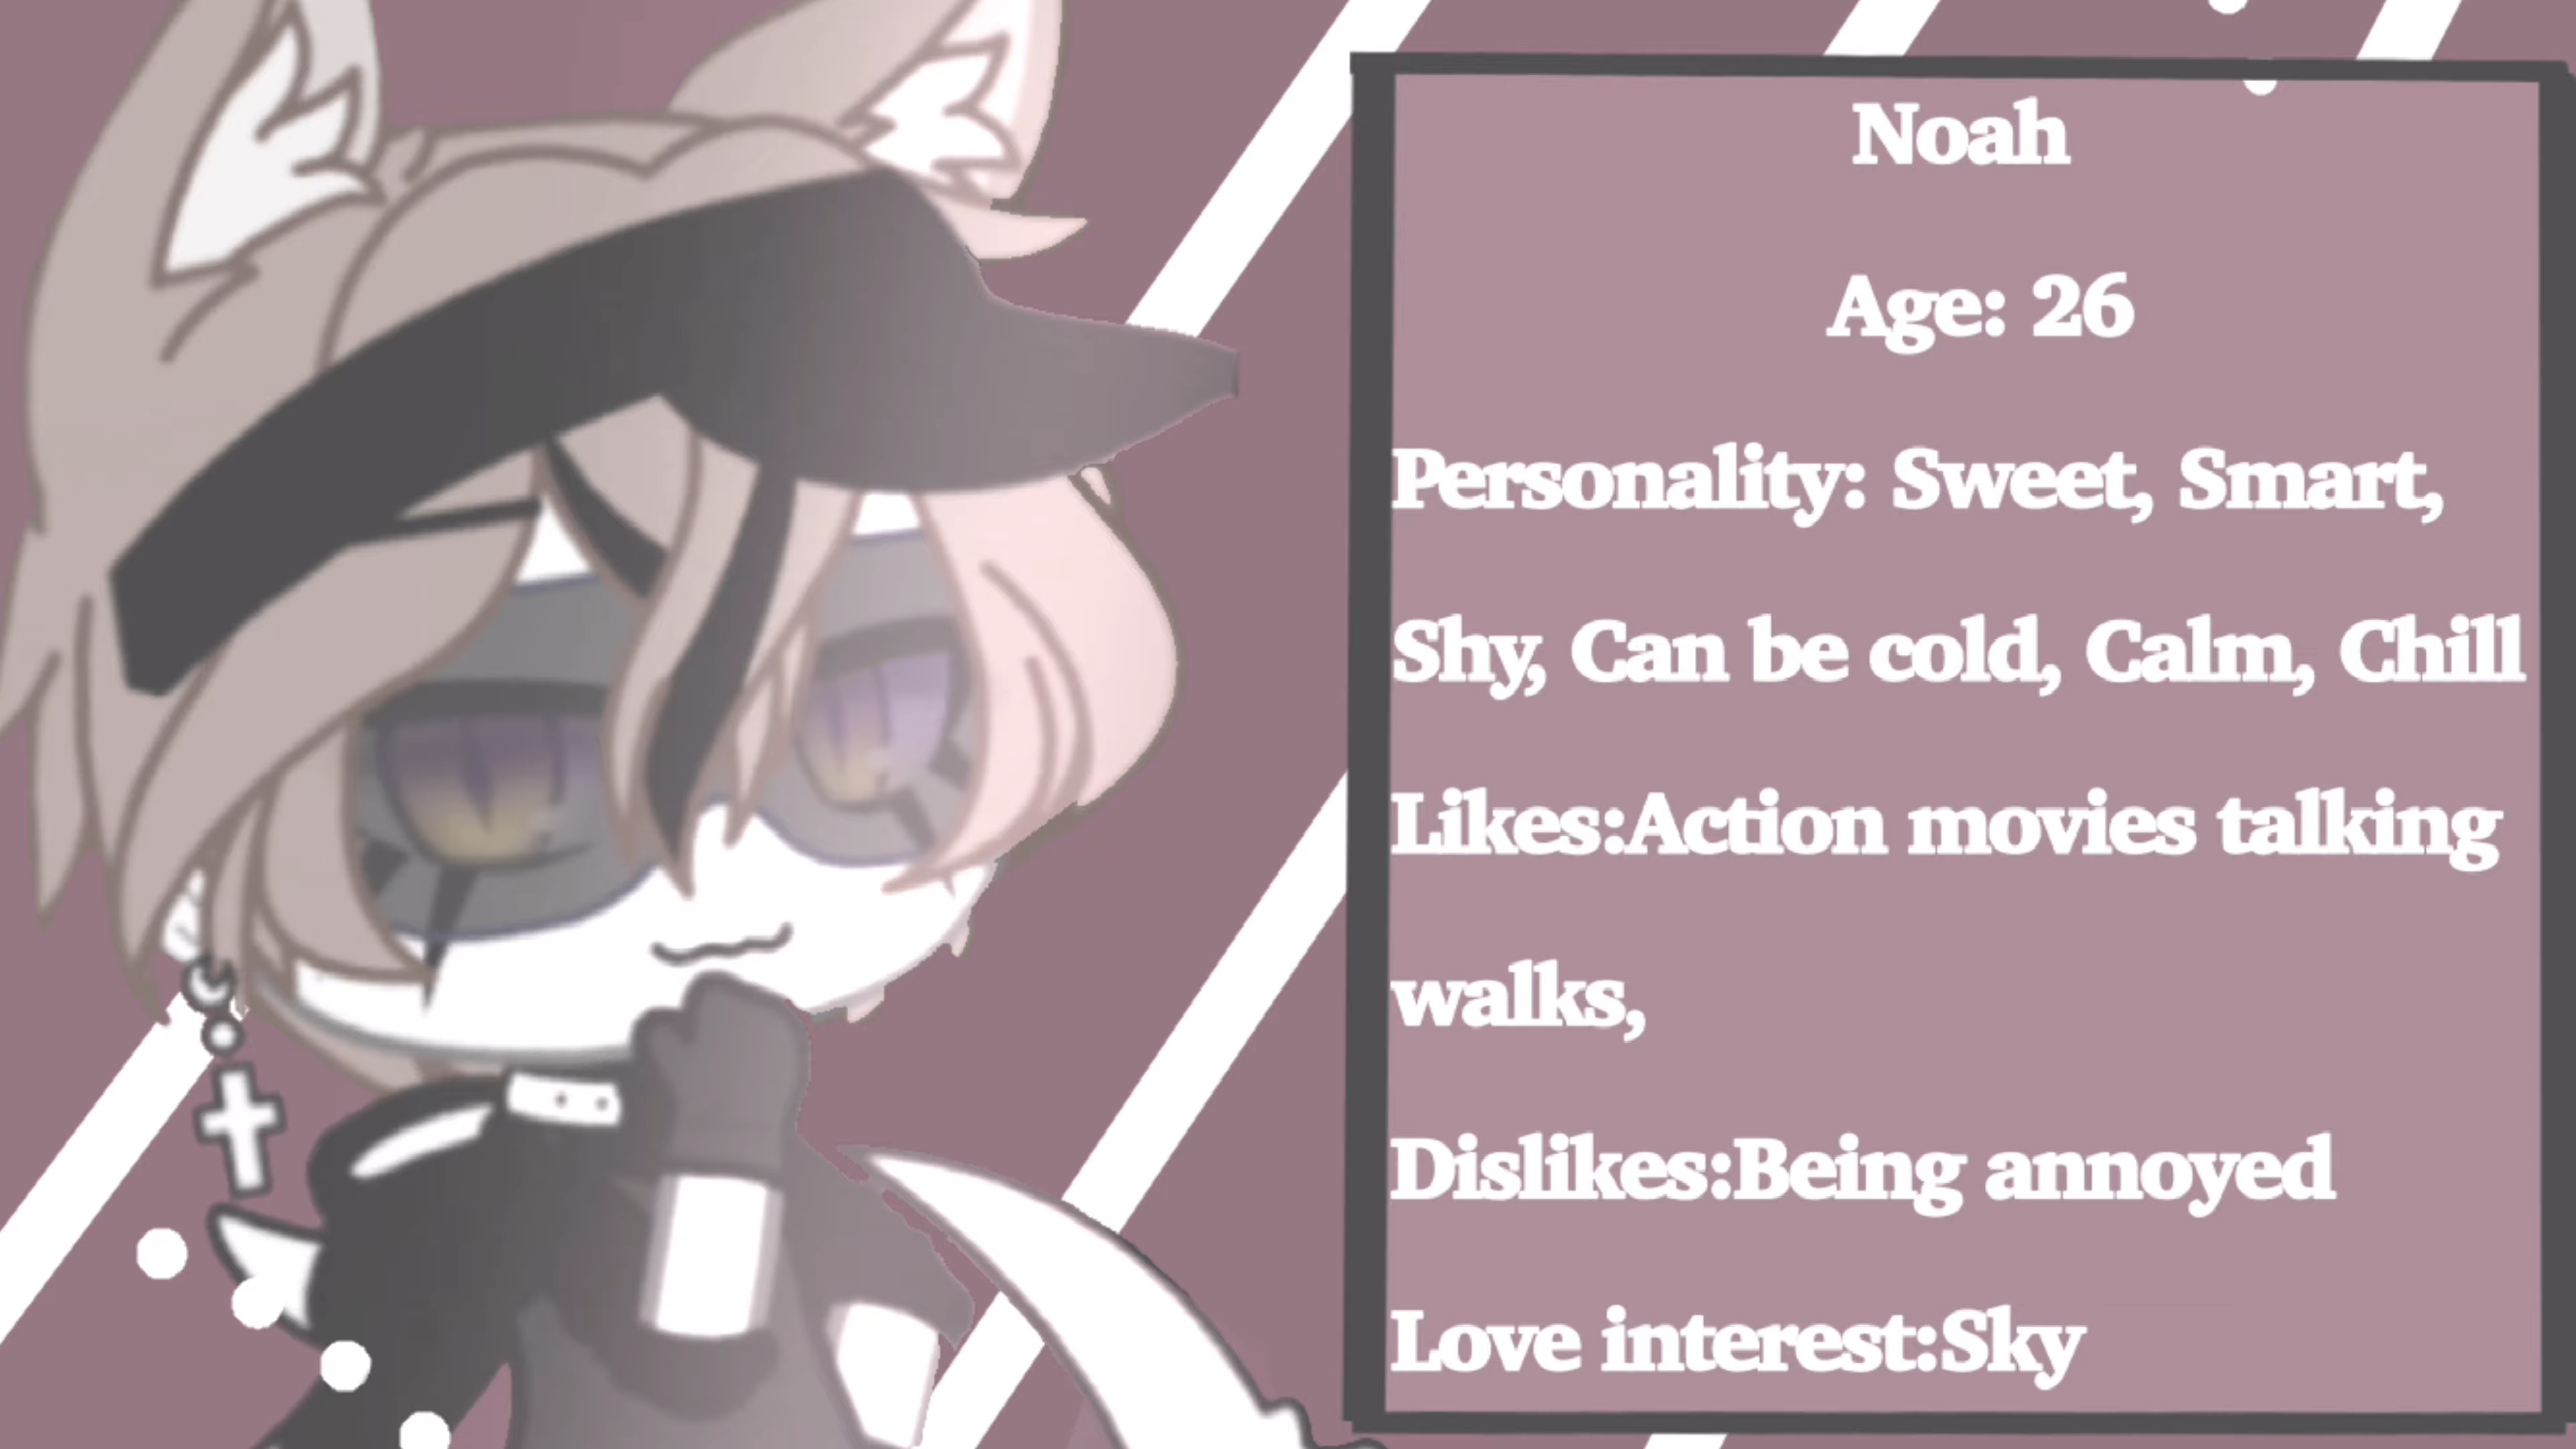 Noah
Age: 26
Personality: Sweet, Smart,
Shy, Can be cold, Calm, Chill
Likes:Action movies talking
walks,
Dislikes:Being annoyed
Love interest:Sky